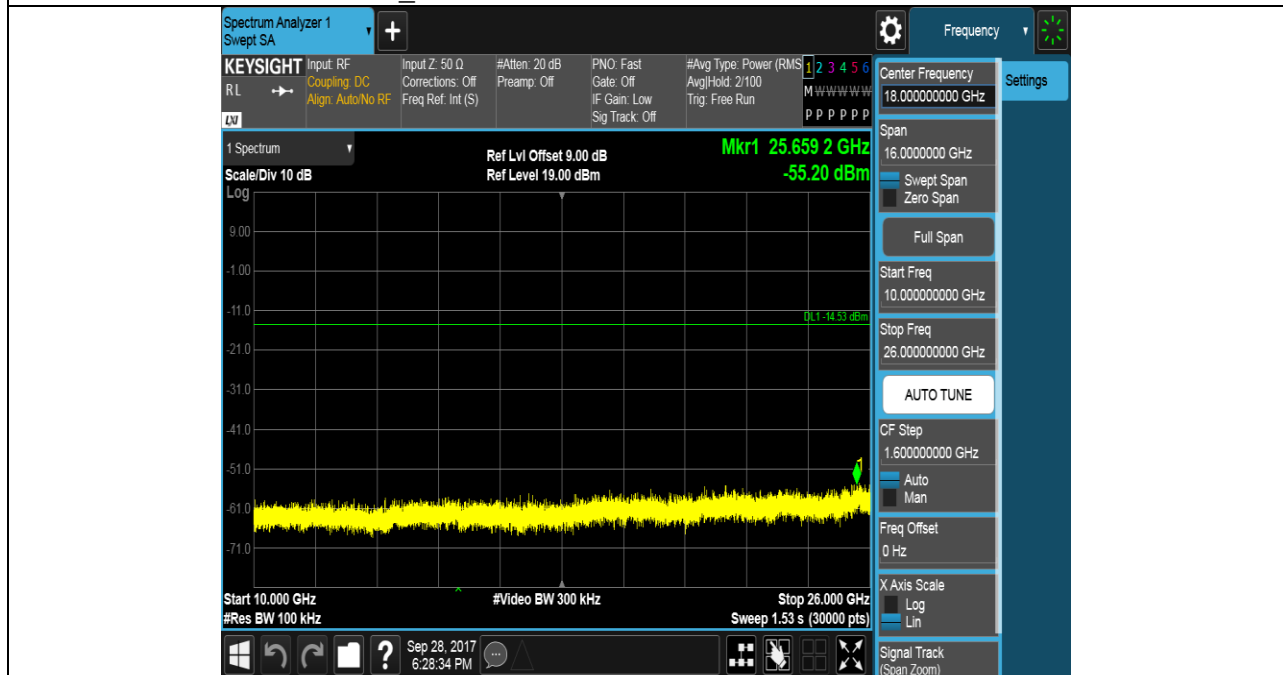 Spectrum Analyzer 1
Swept SA
+
Frequency
KEYSIGHT
RL
LXI
Input: RF
Coupling: DC
Align: Auto/No RF
Input Z: 50 Ω
Corrections: Off
Freq Ref: Int (S)
#Atten: 20 dB
Preamp: Off
PNO: Fast
Gate: Off
IF Gain: Low
Sig Track: Off
#Avg Type: Power (RMS
Avg|Hold: 2/100
Trig: Free Run
1 2 3 4 5 6
M W W W W W
P P P P P P
Center Frequency
18.000000000 GHz
Settings
Span
16.0000000 GHz
Swept Span
Zero Span
Full Span
Start Freq
10.000000000 GHz
Stop Freq
26.000000000 GHz
AUTO TUNE
CF Step
1.600000000 GHz
Auto
Man
Freq Offset
0 Hz
X Axis Scale
Log
Lin
Signal Track
(Span Zoom)
1 Spectrum
Scale/Div 10 dB
Ref Lvl Offset 9.00 dB
Ref Level 19.00 dBm
Mkr1 25.659 2 GHz
-55.20 dBm
Log
9.00
-1.00
-11.0
DL1 -14.53 dBm
-21.0
-31.0
-41.0
-51.0
1
-61.0
-71.0
Start 10.000 GHz
#Video BW 300 kHz
Stop 26.000 GHz
#Res BW 100 kHz
Sweep 1.53 s (30000 pts)
?
Sep 28, 2017
6:28:34 PM